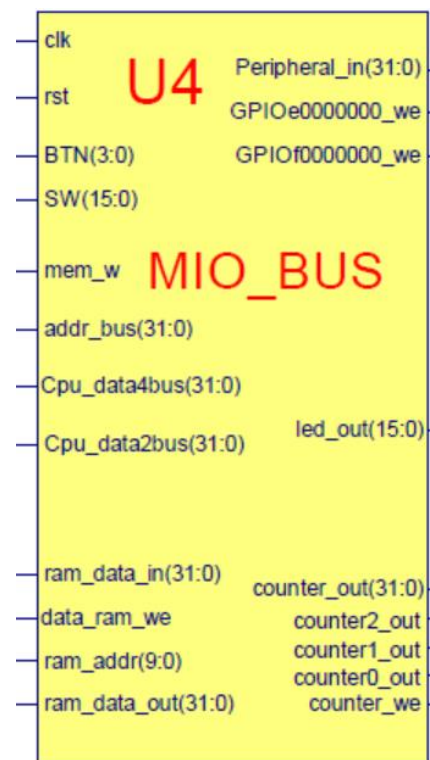 clk
U4
Peripheral_in(31:0)
rst
GPIOe0000000_we
BTN(3:0)
GPIOf0000000_we
SW(15:0)
mem_w
MIO_BUS
addr_bus(31:0)
Cpu_data4bus(31:0)
led_out(15:0)
Cpu_data2bus(31:0)
ram_data_in(31:0)
counter_out(31:0)
data_ram_we
counter2_out
counter1_out
ram_addr(9:0)
counter0_out
ram_data_out(31:0)
counter_we